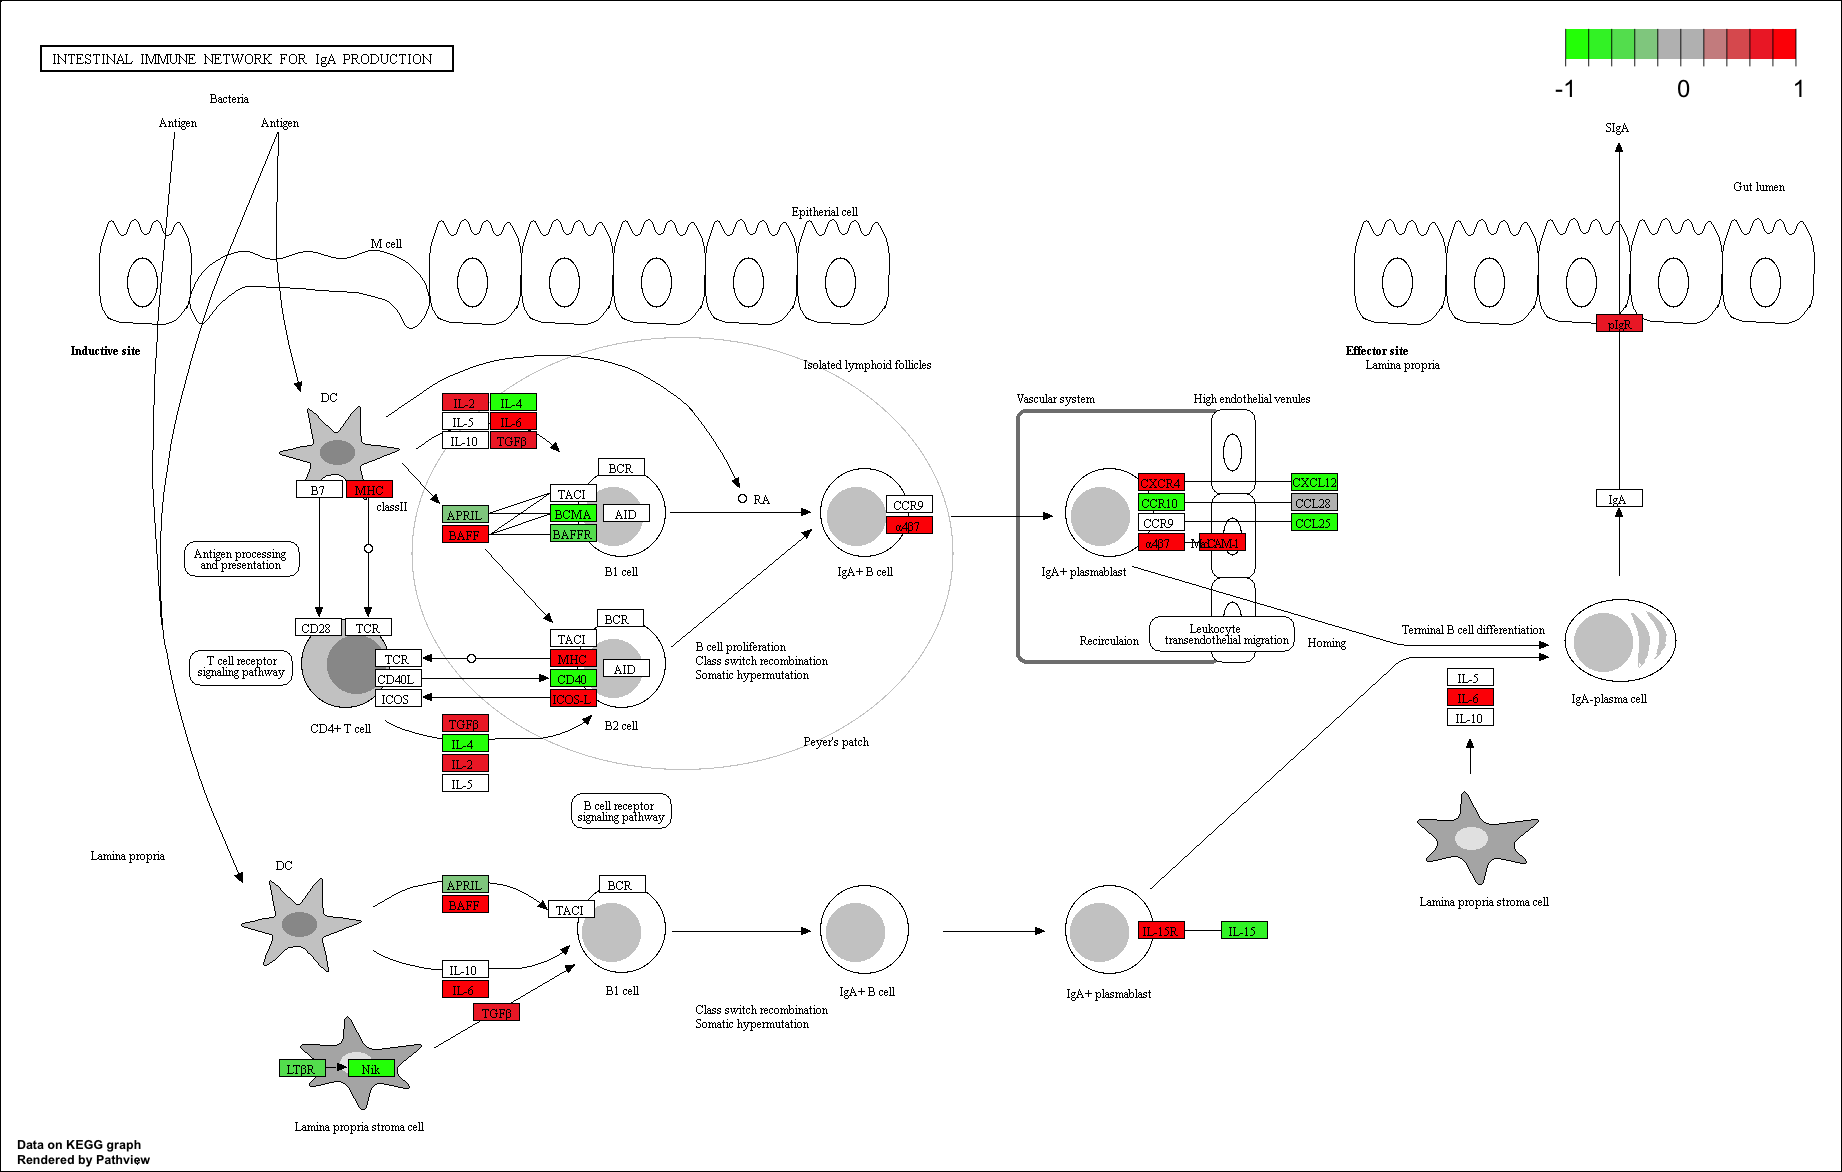 INTESTINAL IMMUNE NETWORK FOR IgA PRODUCTION
-1 0 1
Bacteria
Antigen Antigen
SIgA
Gut lumen
Epitherial cell
M cell
pIgR
Inductive site
Effector site
Lamina propria
Isolated lymphoid follicles
DC
IL-2 IL-4
IL-5 IL-6
IL-10 TGFβ
Vascular system
High endothelial venules
BCR
B7
MHC
classII
TACI
APRIL
BCMA
AID
BAFF
BAFFR
B1 cell
RA
CCR9
α4β7
IgA+ B cell
CXCR4 CXCL12
CCR10 CCL28
CCR9 CCL25
α4β7 MAdCAM1
IgA+ plasmablast
IgA
Antigen processing
and presentation
CD28 TCR
BCR
TACI
TCR
MHC
AID
CD40L
CD40
ICOS
ICOS-L
T cell receptor
signaling pathway
CD4+ T cell
B2 cell
B cell proliferation
Class switch recombination
Somatic hypermutation
TGFβ
IL-4
IL-2
IL-5
Peyer's patch
Recirculaion
Leukocyte
transendothelial migration
Homing
Terminal B cell differentiation
IL-5
IL-6
IL-10
IgA-plasma cell
B cell receptor
signaling pathway
Lamina propria
DC
APRIL
BAFF
BCR
TACI
IL-10
IL-6
TGFβ
B1 cell
IgA+ B cell
IL-15R IL-15
IgA+ plasmablast
Lamina propria stroma cell
Class switch recombination
Somatic hypermutation
LTβR Nik
Lamina propria stroma cell
Data on KEGG graph
Rendered by Pathview